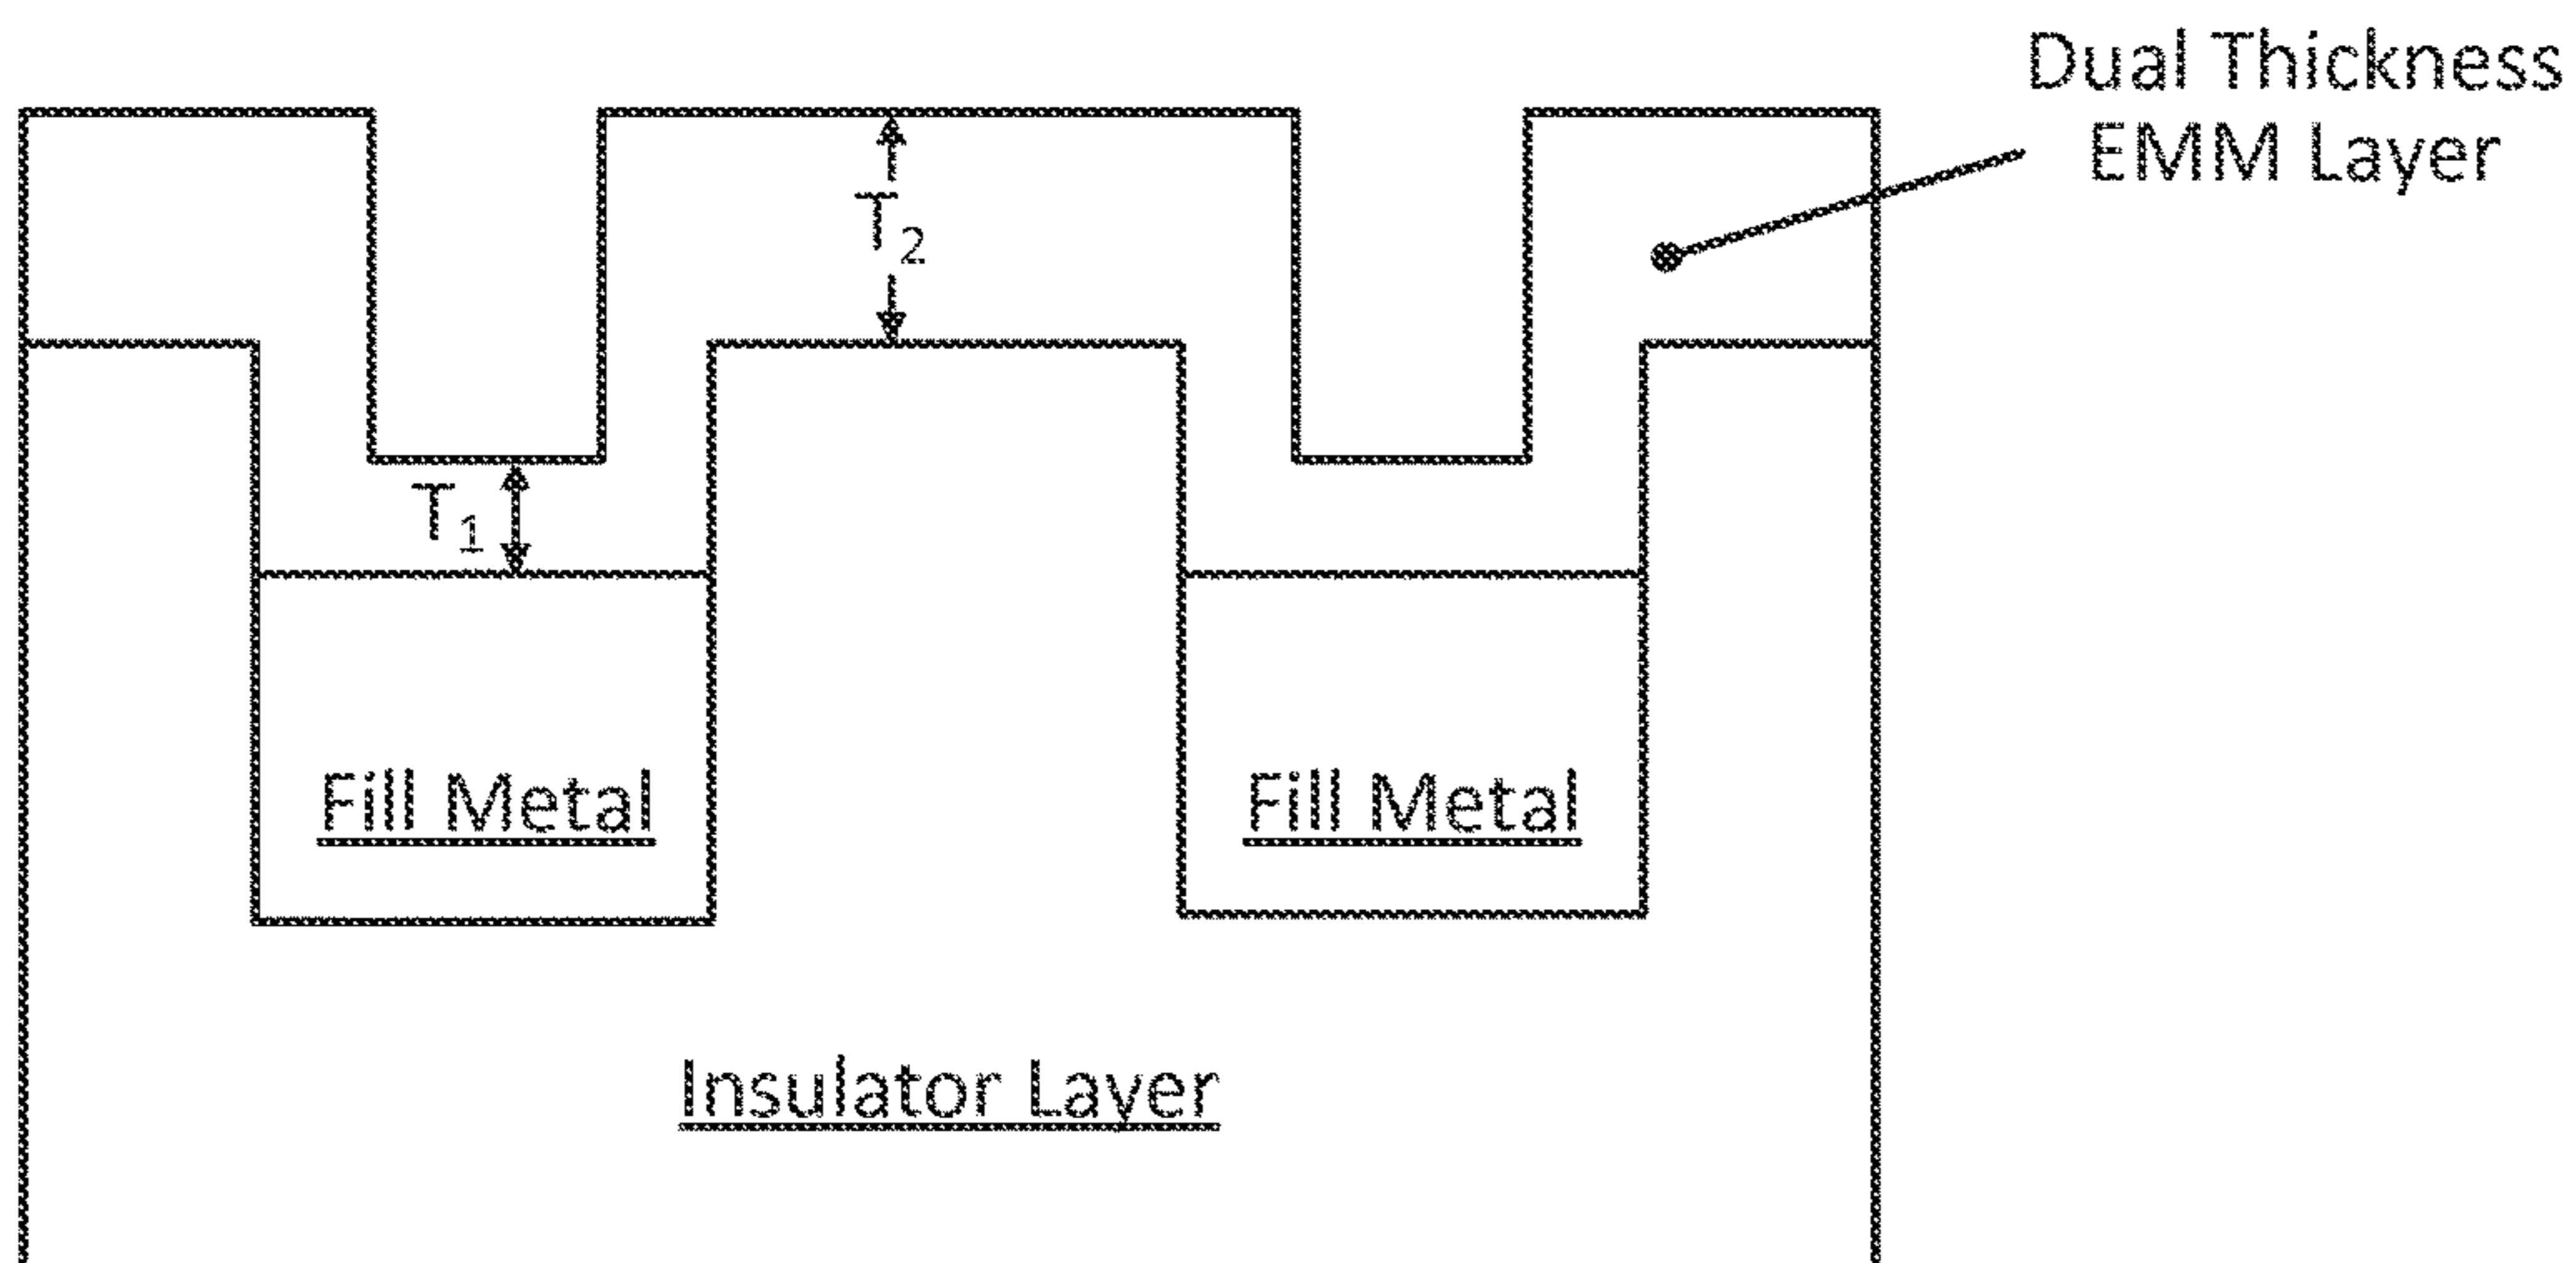 Dual Thickness
EMM Layer
T2
T1
Fill Metal
Fill Metal
Insulator Layer